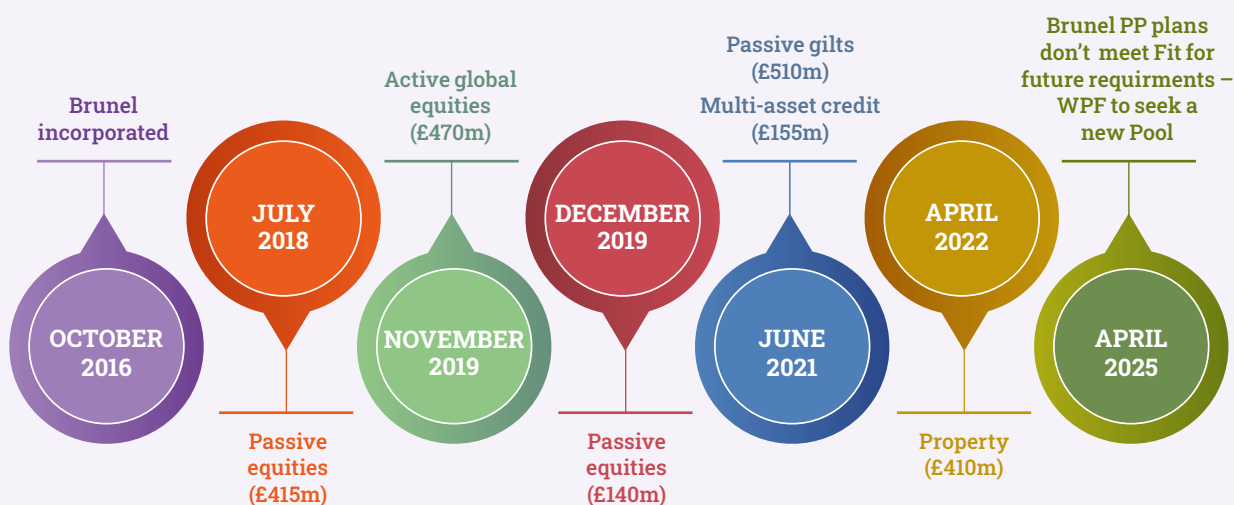 Brunel
incorporated
OCTOBER
2016
JULY
2018
Passive
equities
(£415m)
Active global
equities
(£470m)
NOVEMBER
2019
DECEMBER
2019
Passive
equities
(£140m)
Passive gilts
(£510m)
Multi-asset credit
(£155m)
JUNE
2021
APRIL
2022
Property
(£410m)
Brunel PP plans
don’t meet Fit for
future requirments –
WPF to seek a
new Pool
APRIL
2025